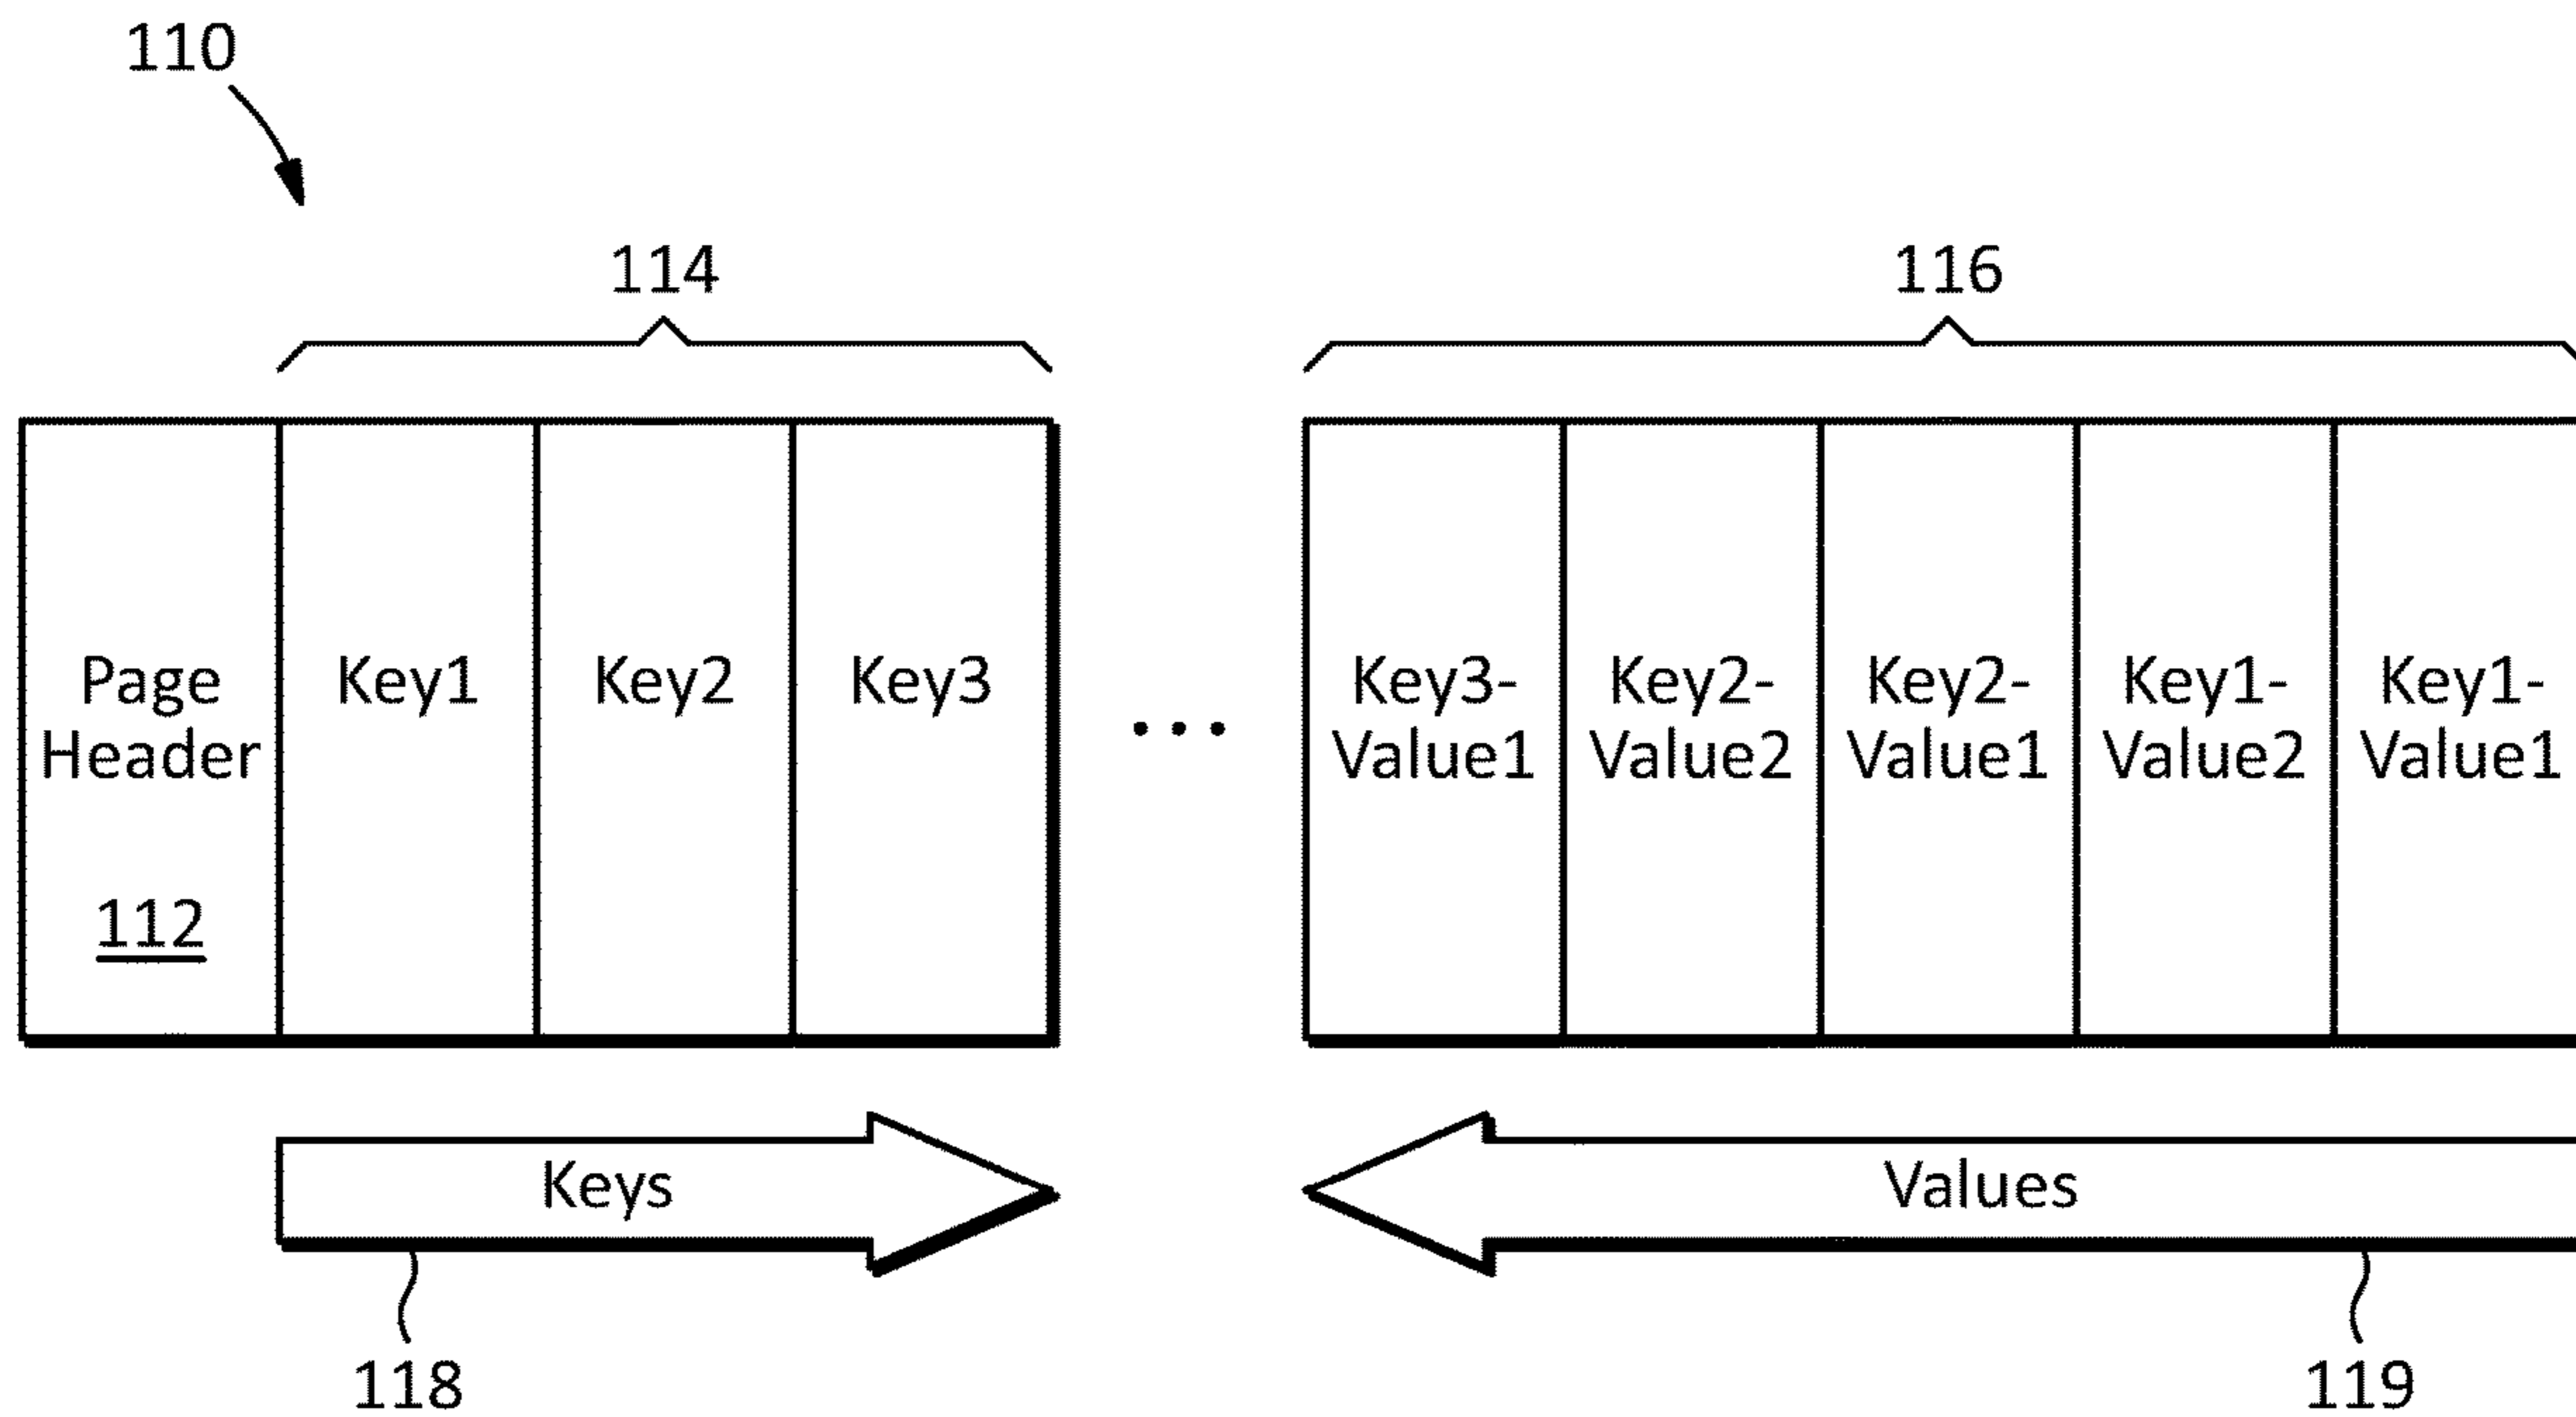 110
114
116
Page
Header
112
Key1
Key2
Key3
...
Key3-
Value1
Key2-
Value2
Key2-
Value1
Key1-
Value2
Key1-
Value1
Keys
Values
118
119